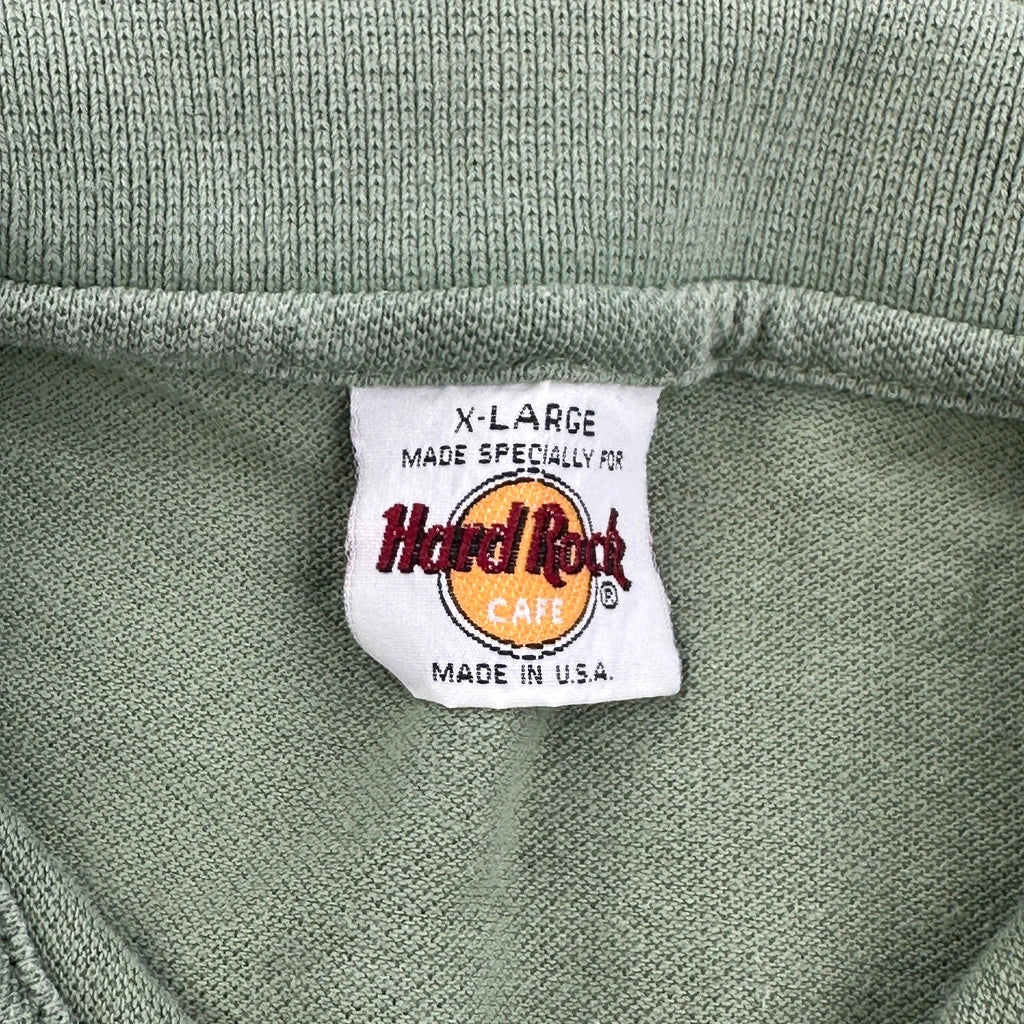 X-LARGE
MADE SPECIALLY FOR
Hard Rock
CAFE
®
MADE IN U.S.A.